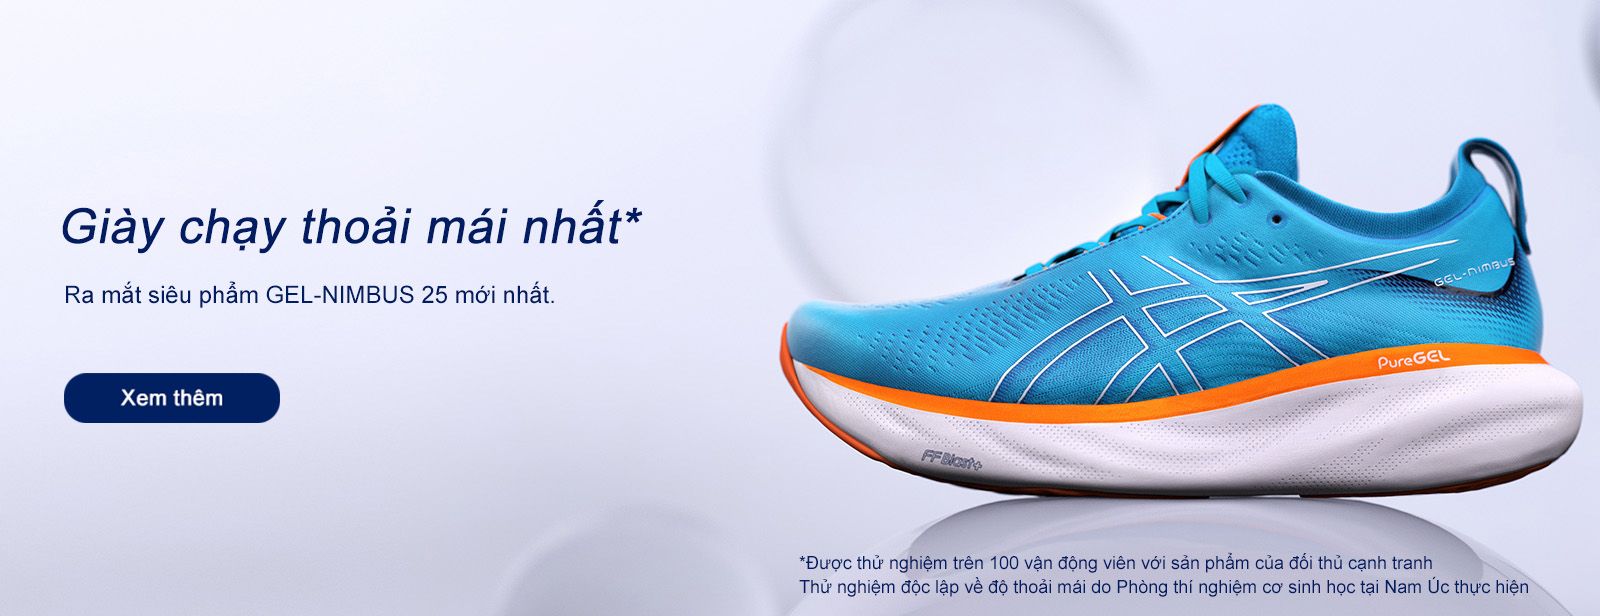 Giày chạy thoải mái nhất*
Ra mắt siêu phẩm GEL-NIMBUS 25 mới nhất.
Xem thêm
GEL-NIMBUS
PureGEL
FF Blast+
*Được thử nghiệm trên 100 vận động viên với sản phẩm của đối thủ cạnh tranh
Thử nghiệm độc lập về độ thoải mái do Phòng thí nghiệm cơ sinh học tại Nam Úc thực hiện